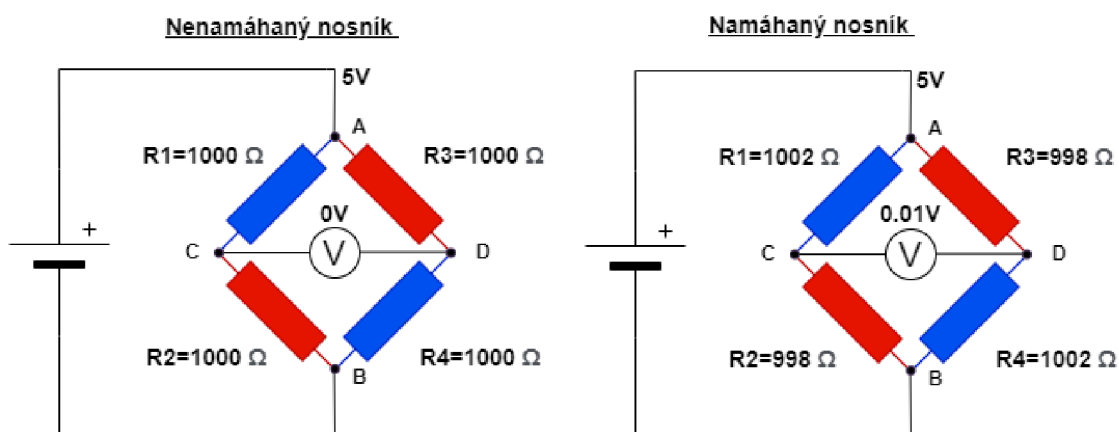 Nenamáhaný nosník
5V
A
R1=1000 Ω
R3=1000 Ω
0V
+
C
V
D
R2=1000 Ω
R4=1000 Ω
B
Namáhaný nosník
5V
A
R1=1002 Ω
R3=998 Ω
0.01V
+
C
V
D
R2=998 Ω
R4=1002 Ω
B